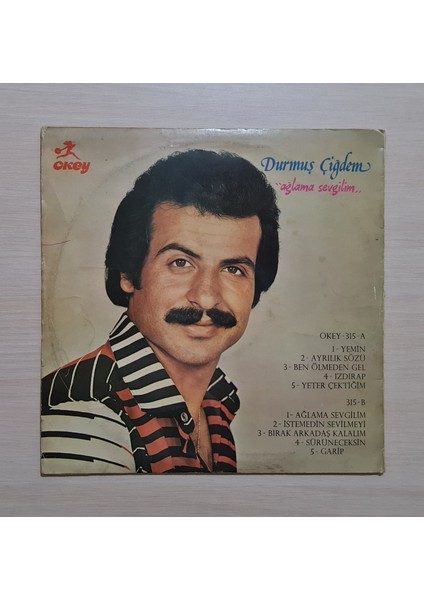 OKEY
Durmuş Çiğdem
"ağlama sevgilim..
OKEY-315-A
1- YEMİN
2- AYRILIK SÖZÜ
3- BEN ÖLMEDEN GEL
4- IZDIRAP
5- YETER ÇEKTİĞİM
315-B
1- AĞLAMA SEVGİLİM
2- İSTEMEDİN SEVİLMEYİ
3- BIRAK ARKADAŞ KALALIM
4- SÜRÜNECEKSİN
5- GARİP